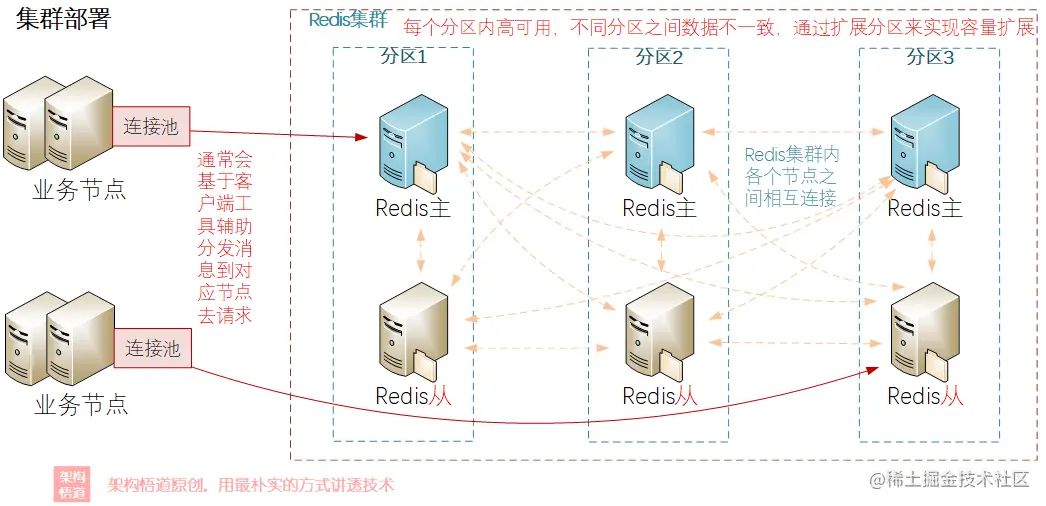 集群部署
Redis集群
每个分区内高可用，不同分区之间数据不一致，通过扩展分区来实现容量扩展
分区1
分区2
分区3
连接池
业务节点
通常会
基于客
户端工
具辅助
分发消
息到对
应节点
去请求
Redis主
Redis主
Redis集群内
各个节点之
间相互连接
Redis主
连接池
业务节点
Redis从
Redis从
Redis从
架构
悟道
架构悟道原创，用最朴实的方式讲透技术
@稀土掘金技术社区